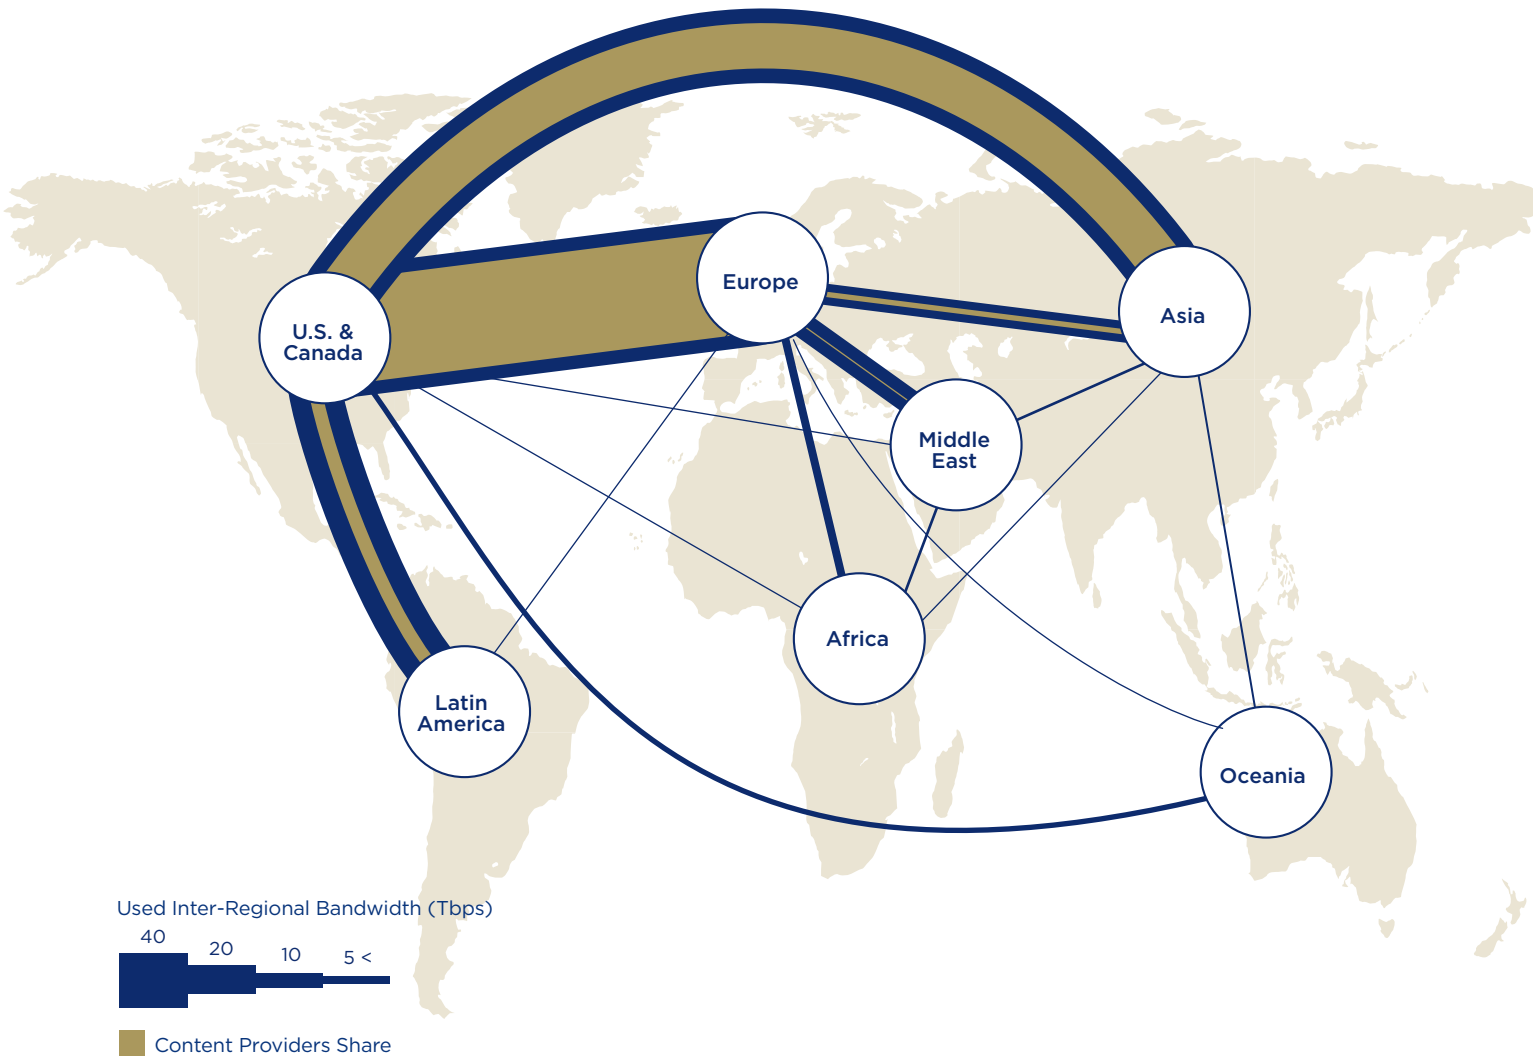 Europe
Asia
U.S. &
Canada
Middle
East
Africa
Latin
America
Oceania
Used Inter-Regional Bandwidth (Tbps)
40
20
10
5 <
Content Providers Share